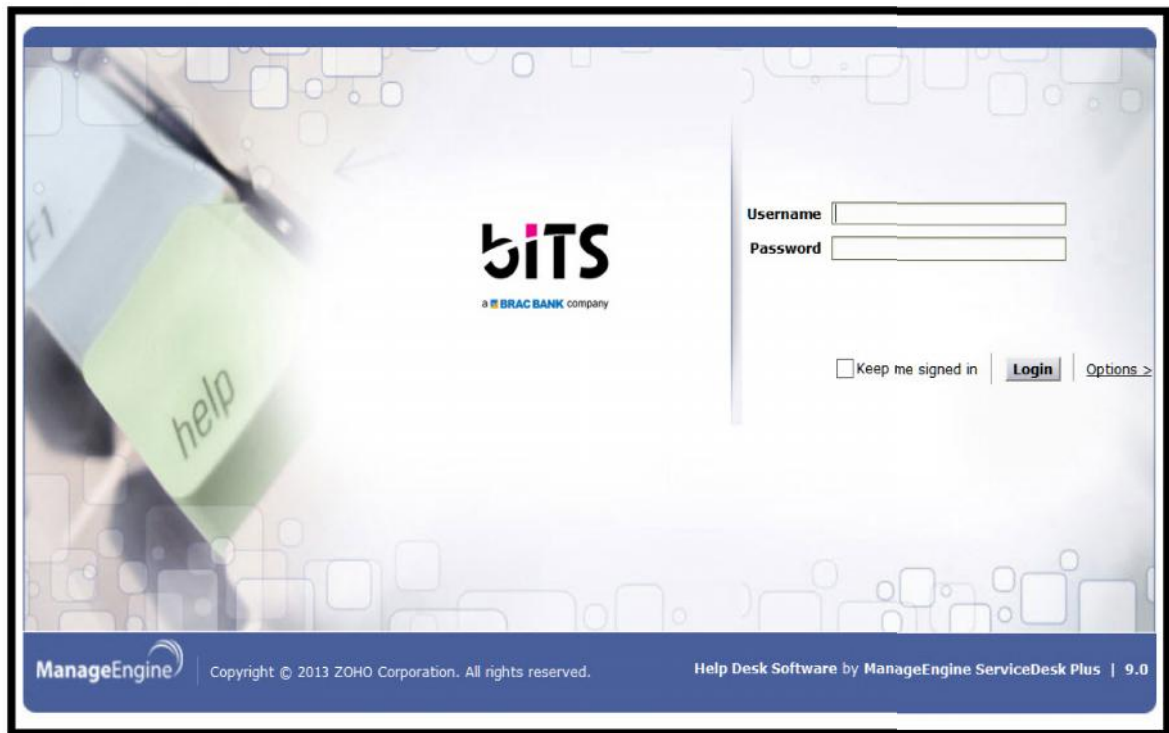 F1
help
biTS
a BRAC BANK company
Username
Password
Keep me signed in
Login
Options >
ManageEngine
Copyright © 2013 ZOHO Corporation. All rights reserved.
Help Desk Software by ManageEngine ServiceDesk Plus | 9.0